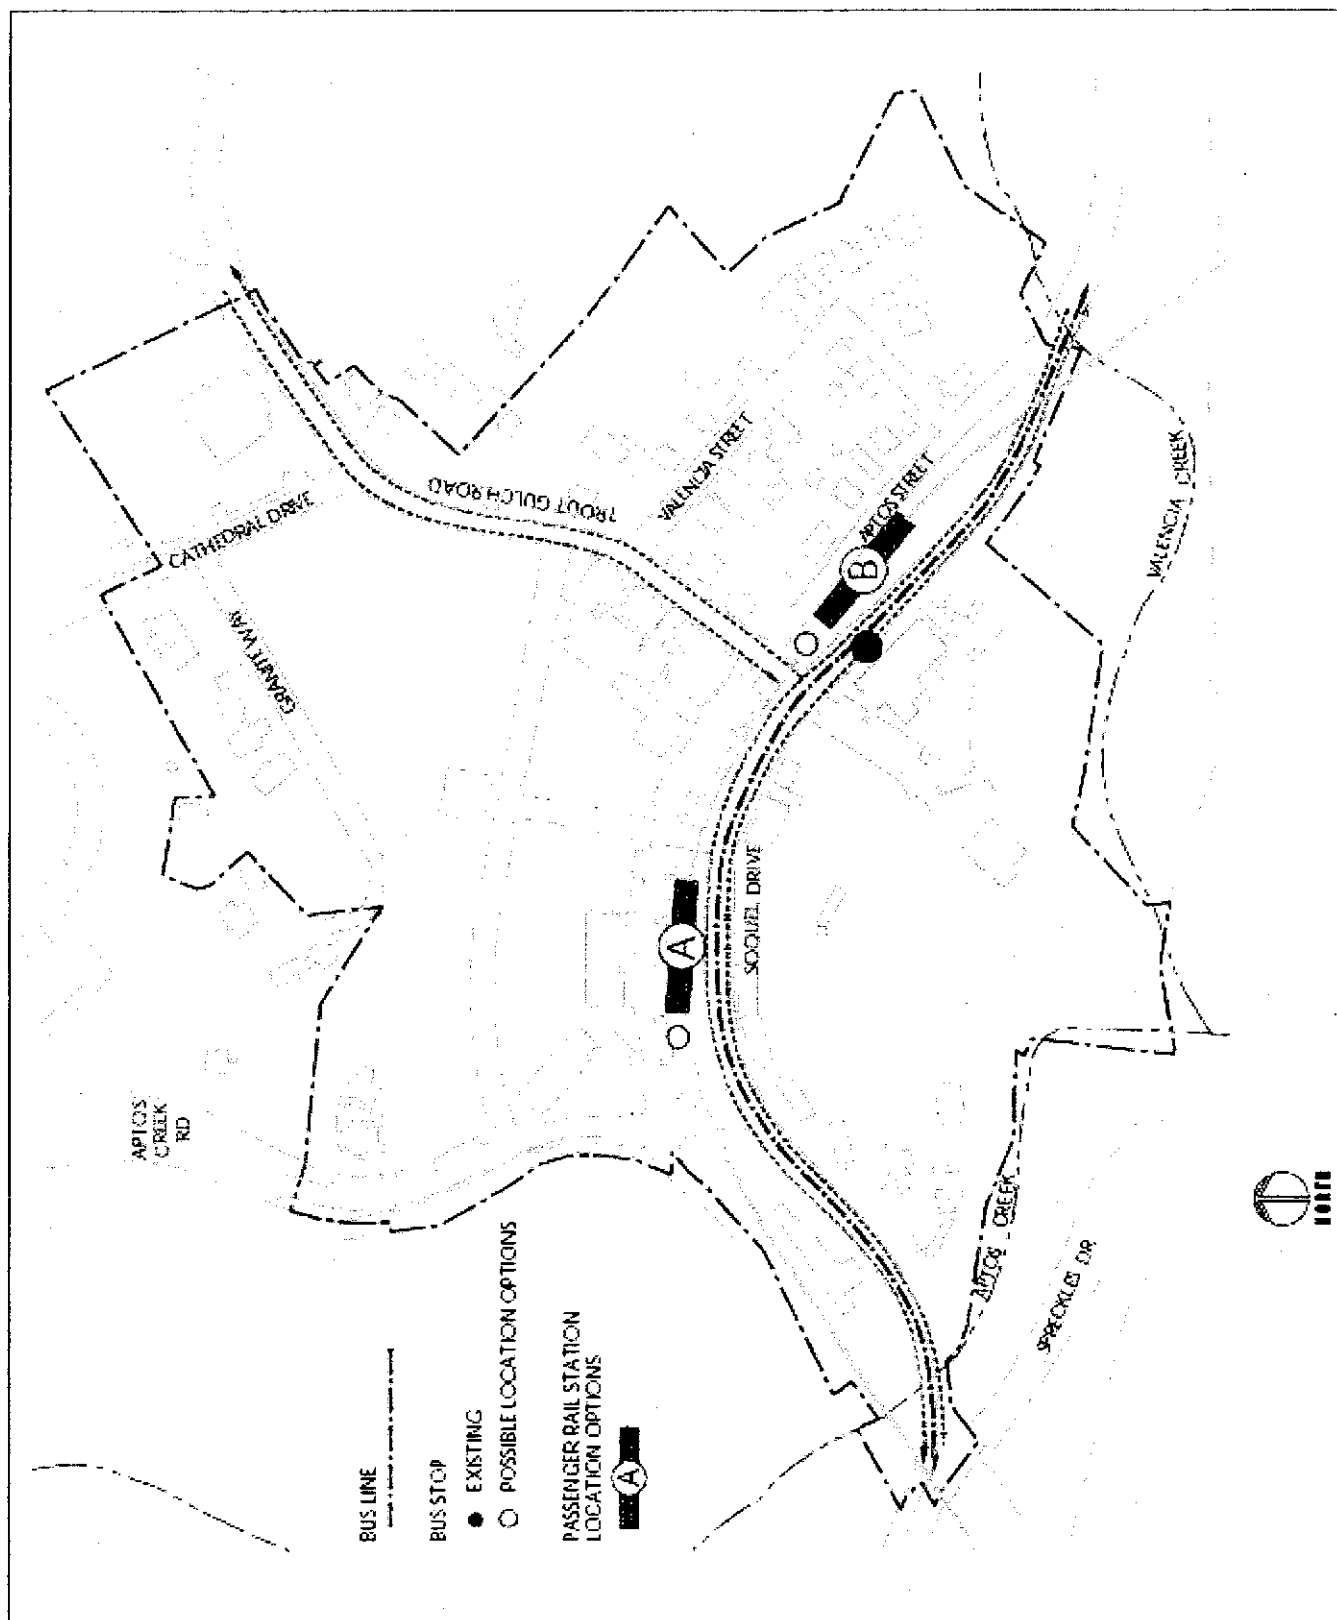 CATHEDRAL DRIVE
GRANITE WAY
TROUT GULCH ROAD
VALENCIA STREET
APTOS STREET
B
VALENCIA CREEK
A
SOQUEL DRIVE
APTOS
CREEK
RD
APTOS CREEK
SPRECKLES DR
BUS LINE
BUS STOP
EXISTING
POSSIBLE LOCATION OPTIONS
PASSENGER RAIL STATION
LOCATION OPTIONS
A
NORTH